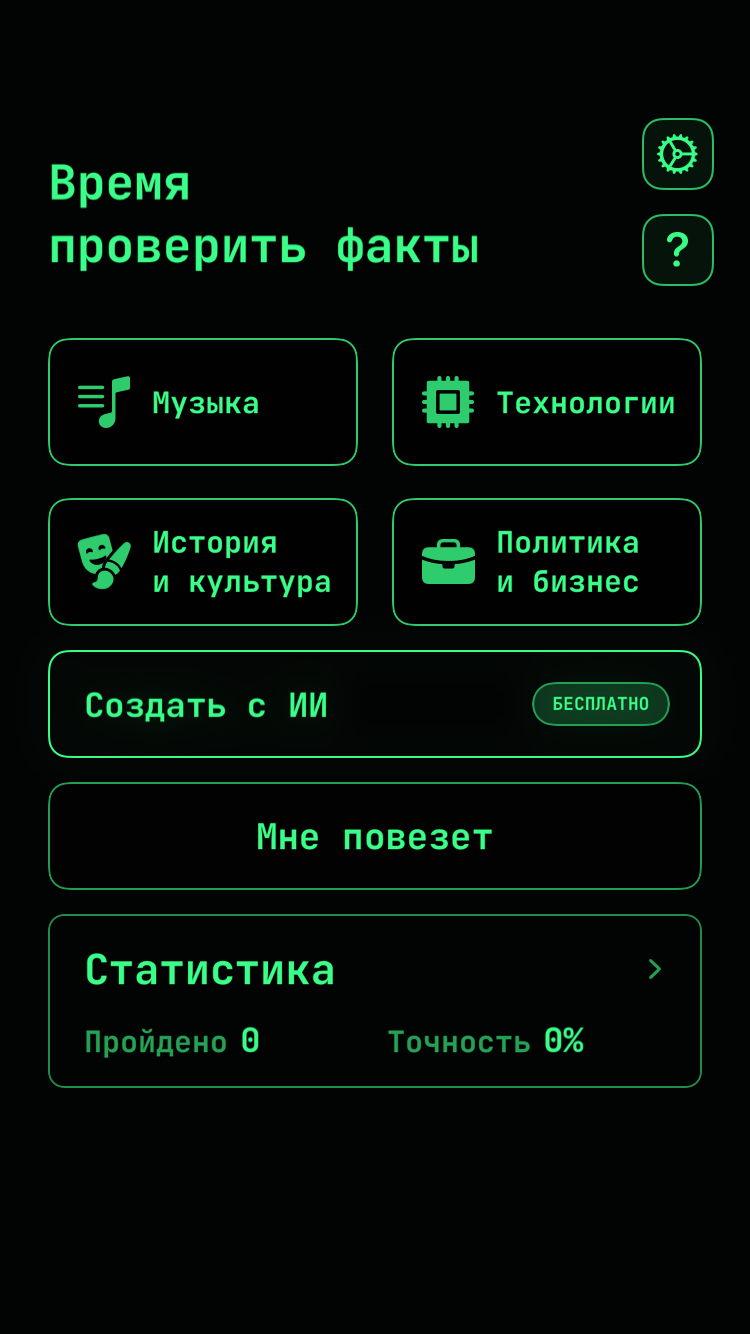 Время
проверить факты
?
Музыка
Технологии
История
и культура
Политика
и бизнес
Создать с ИИ
БЕСПЛАТНО
Мне повезет
Статистика
Пройдено 0
Точность 0%